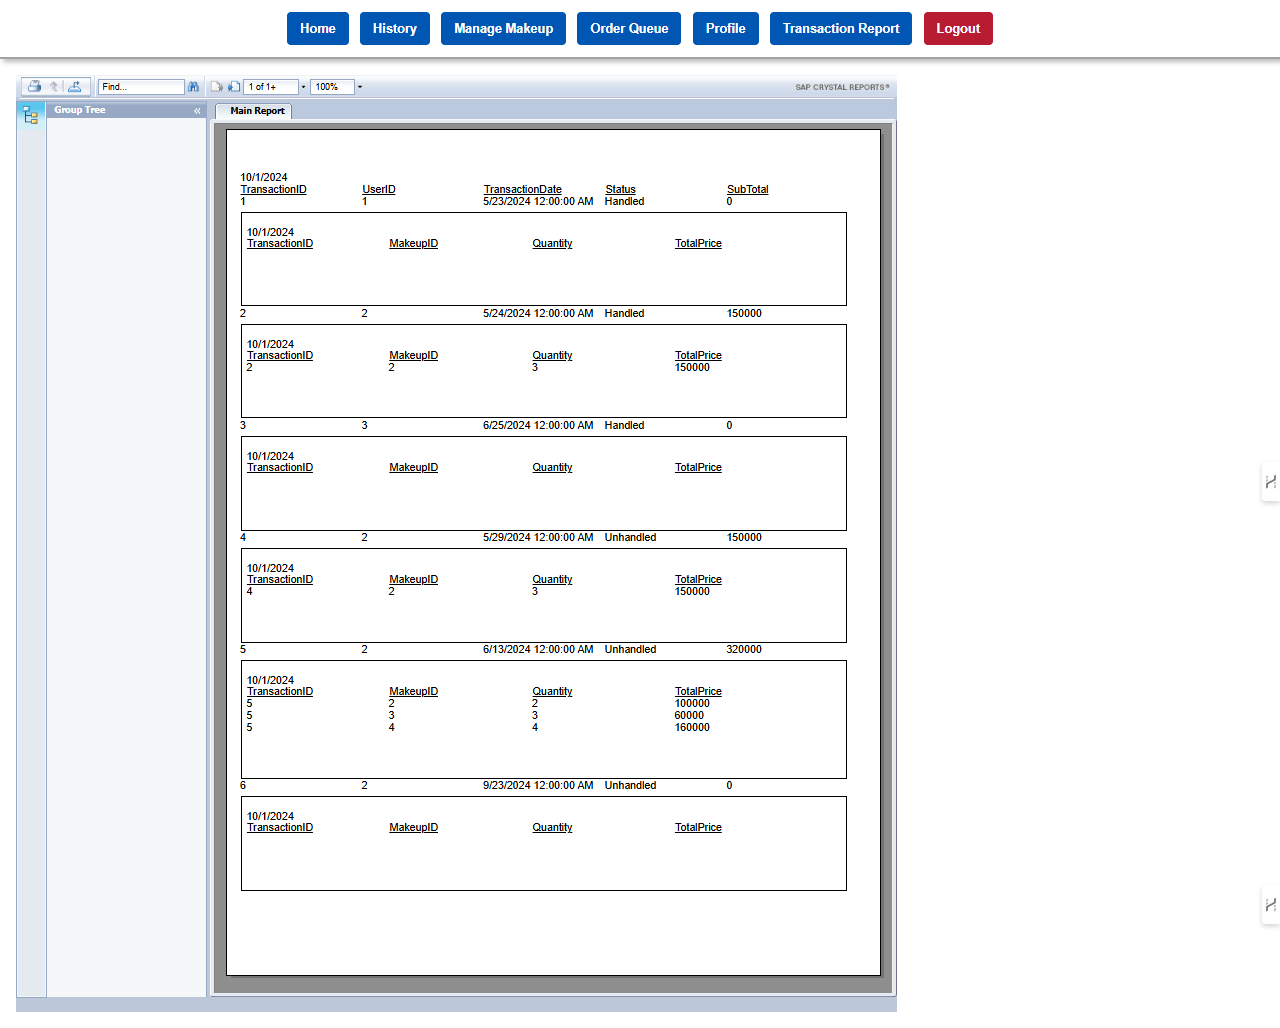 Home History Manage Makeup Order Queue Profile Transaction Report Logout
Find... 1 of 1+ 100% SAP CRYSTAL REPORTS®
Group Tree «
Main Report
10/1/2024
TransactionID UserID TransactionDate Status SubTotal
1 1 5/23/2024 12:00:00 AM Handled 0
10/1/2024
TransactionID MakeupID Quantity TotalPrice
2 2 5/24/2024 12:00:00 AM Handled 150000
10/1/2024
TransactionID MakeupID Quantity TotalPrice
2 2 3 150000
3 3 6/25/2024 12:00:00 AM Handled 0
10/1/2024
TransactionID MakeupID Quantity TotalPrice
4 2 5/29/2024 12:00:00 AM Unhandled 150000
10/1/2024
TransactionID MakeupID Quantity TotalPrice
4 2 3 150000
5 2 6/13/2024 12:00:00 AM Unhandled 320000
10/1/2024
TransactionID MakeupID Quantity TotalPrice
5 2 2 100000
5 3 3 60000
5 4 4 160000
6 2 9/23/2024 12:00:00 AM Unhandled 0
10/1/2024
TransactionID MakeupID Quantity TotalPrice